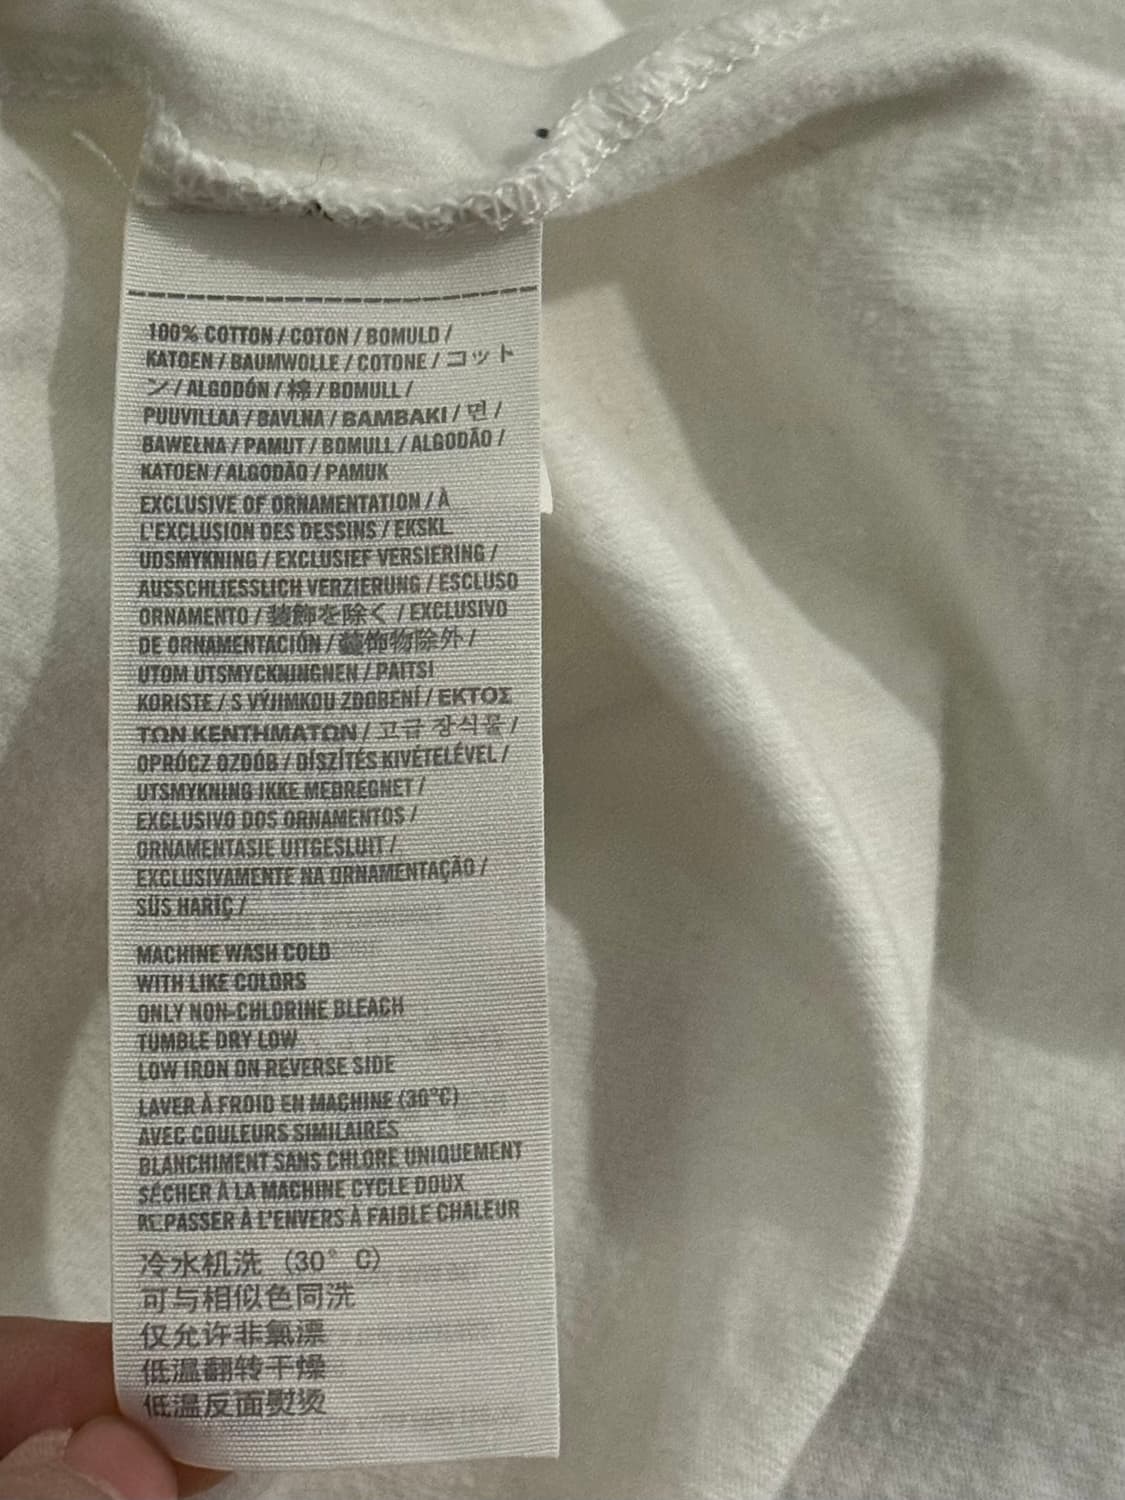 100% COTTON / COTON / BOMULD /
KATOEN / BAUMWOLLE / COTONE / コット
ン / ALGODÓN / 棉 / BOMULL /
PUUVILLAA / BAVLNA / BAMBAKI / 면 /
BAWEŁNA / PAMUT / BOMULL / ALGODÃO /
KATOEN / ALGODÃO / PAMUK
EXCLUSIVE OF ORNAMENTATION / À
L'EXCLUSION DES DESSINS / EKSKL
UDSMYKNING / EXCLUSIEF VERSIERING /
AUSSCHLIESSLICH VERZIERUNG / ESCLUSO
ORNAMENTO / 装飾を除く / EXCLUSIVO
DE ORNAMENTACIÓN / 裝飾物除外 /
UTOM UTSMYCKNINGNEN / PAITSI
KORISTE / S VÝJIMKOU ZDOBENÍ / ΕΚΤΟΣ
ΤΩΝ ΚΕΝΤΗΜΑΤΩΝ / 고급 장식물 /
OPRÓCZ OZDÓB / DÍSZÍTÉS KIVÉTELÉVEL /
UTSMYKNING IKKE MEDREGNET /
EXCLUSIVO DOS ORNAMENTOS /
ORNAMENTASIE UITGESLUIT /
EXCLUSIVAMENTE NA ORNAMENTAÇÃO /
SÜS HARİÇ /
MACHINE WASH COLD
WITH LIKE COLORS
ONLY NON-CHLORINE BLEACH
TUMBLE DRY LOW
LOW IRON ON REVERSE SIDE
LAVER À FROID EN MACHINE (30°C)
AVEC COULEURS SIMILAIRES
BLANCHIMENT SANS CHLORE UNIQUEMENT
SÉCHER À LA MACHINE CYCLE DOUX
REPASSER À L'ENVERS À FAIBLE CHALEUR
冷水机洗 (30° C)
可与相似色同洗
仅允许非氯漂
低温翻转干燥
低温反面熨烫